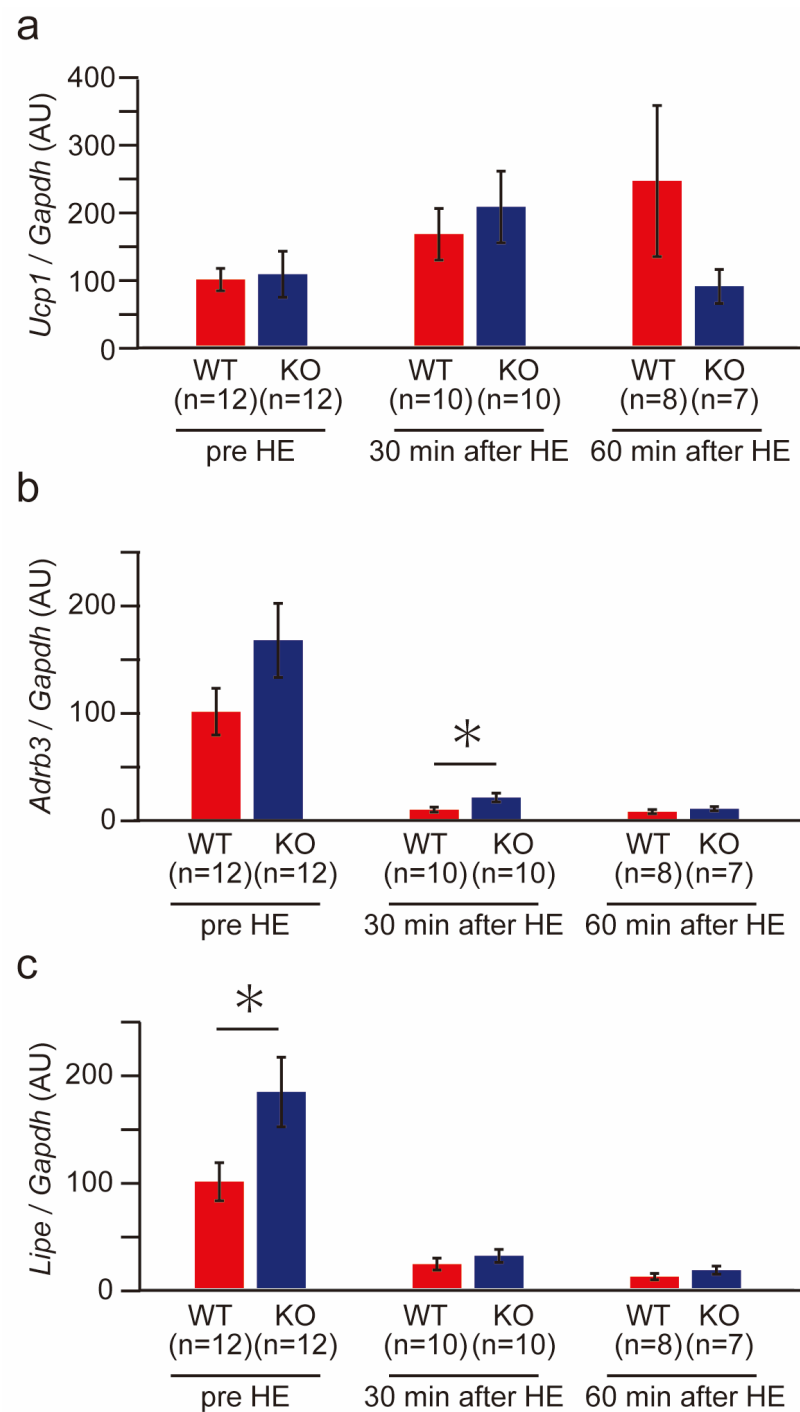 a
Ucp1 / Gapdh (AU)
400
300
200
100
0
WT KO WT KO WT KO
(n=12)(n=12) (n=10)(n=10) (n=8)(n=7)
pre HE 30 min after HE 60 min after HE
b
Adrb3 / Gapdh (AU)
200
100
0
*
WT KO WT KO WT KO
(n=12)(n=12) (n=10)(n=10) (n=8)(n=7)
pre HE 30 min after HE 60 min after HE
c
Lipe / Gapdh (AU)
*
200
100
0
WT KO WT KO WT KO
(n=12)(n=12) (n=10)(n=10) (n=8)(n=7)
pre HE 30 min after HE 60 min after HE